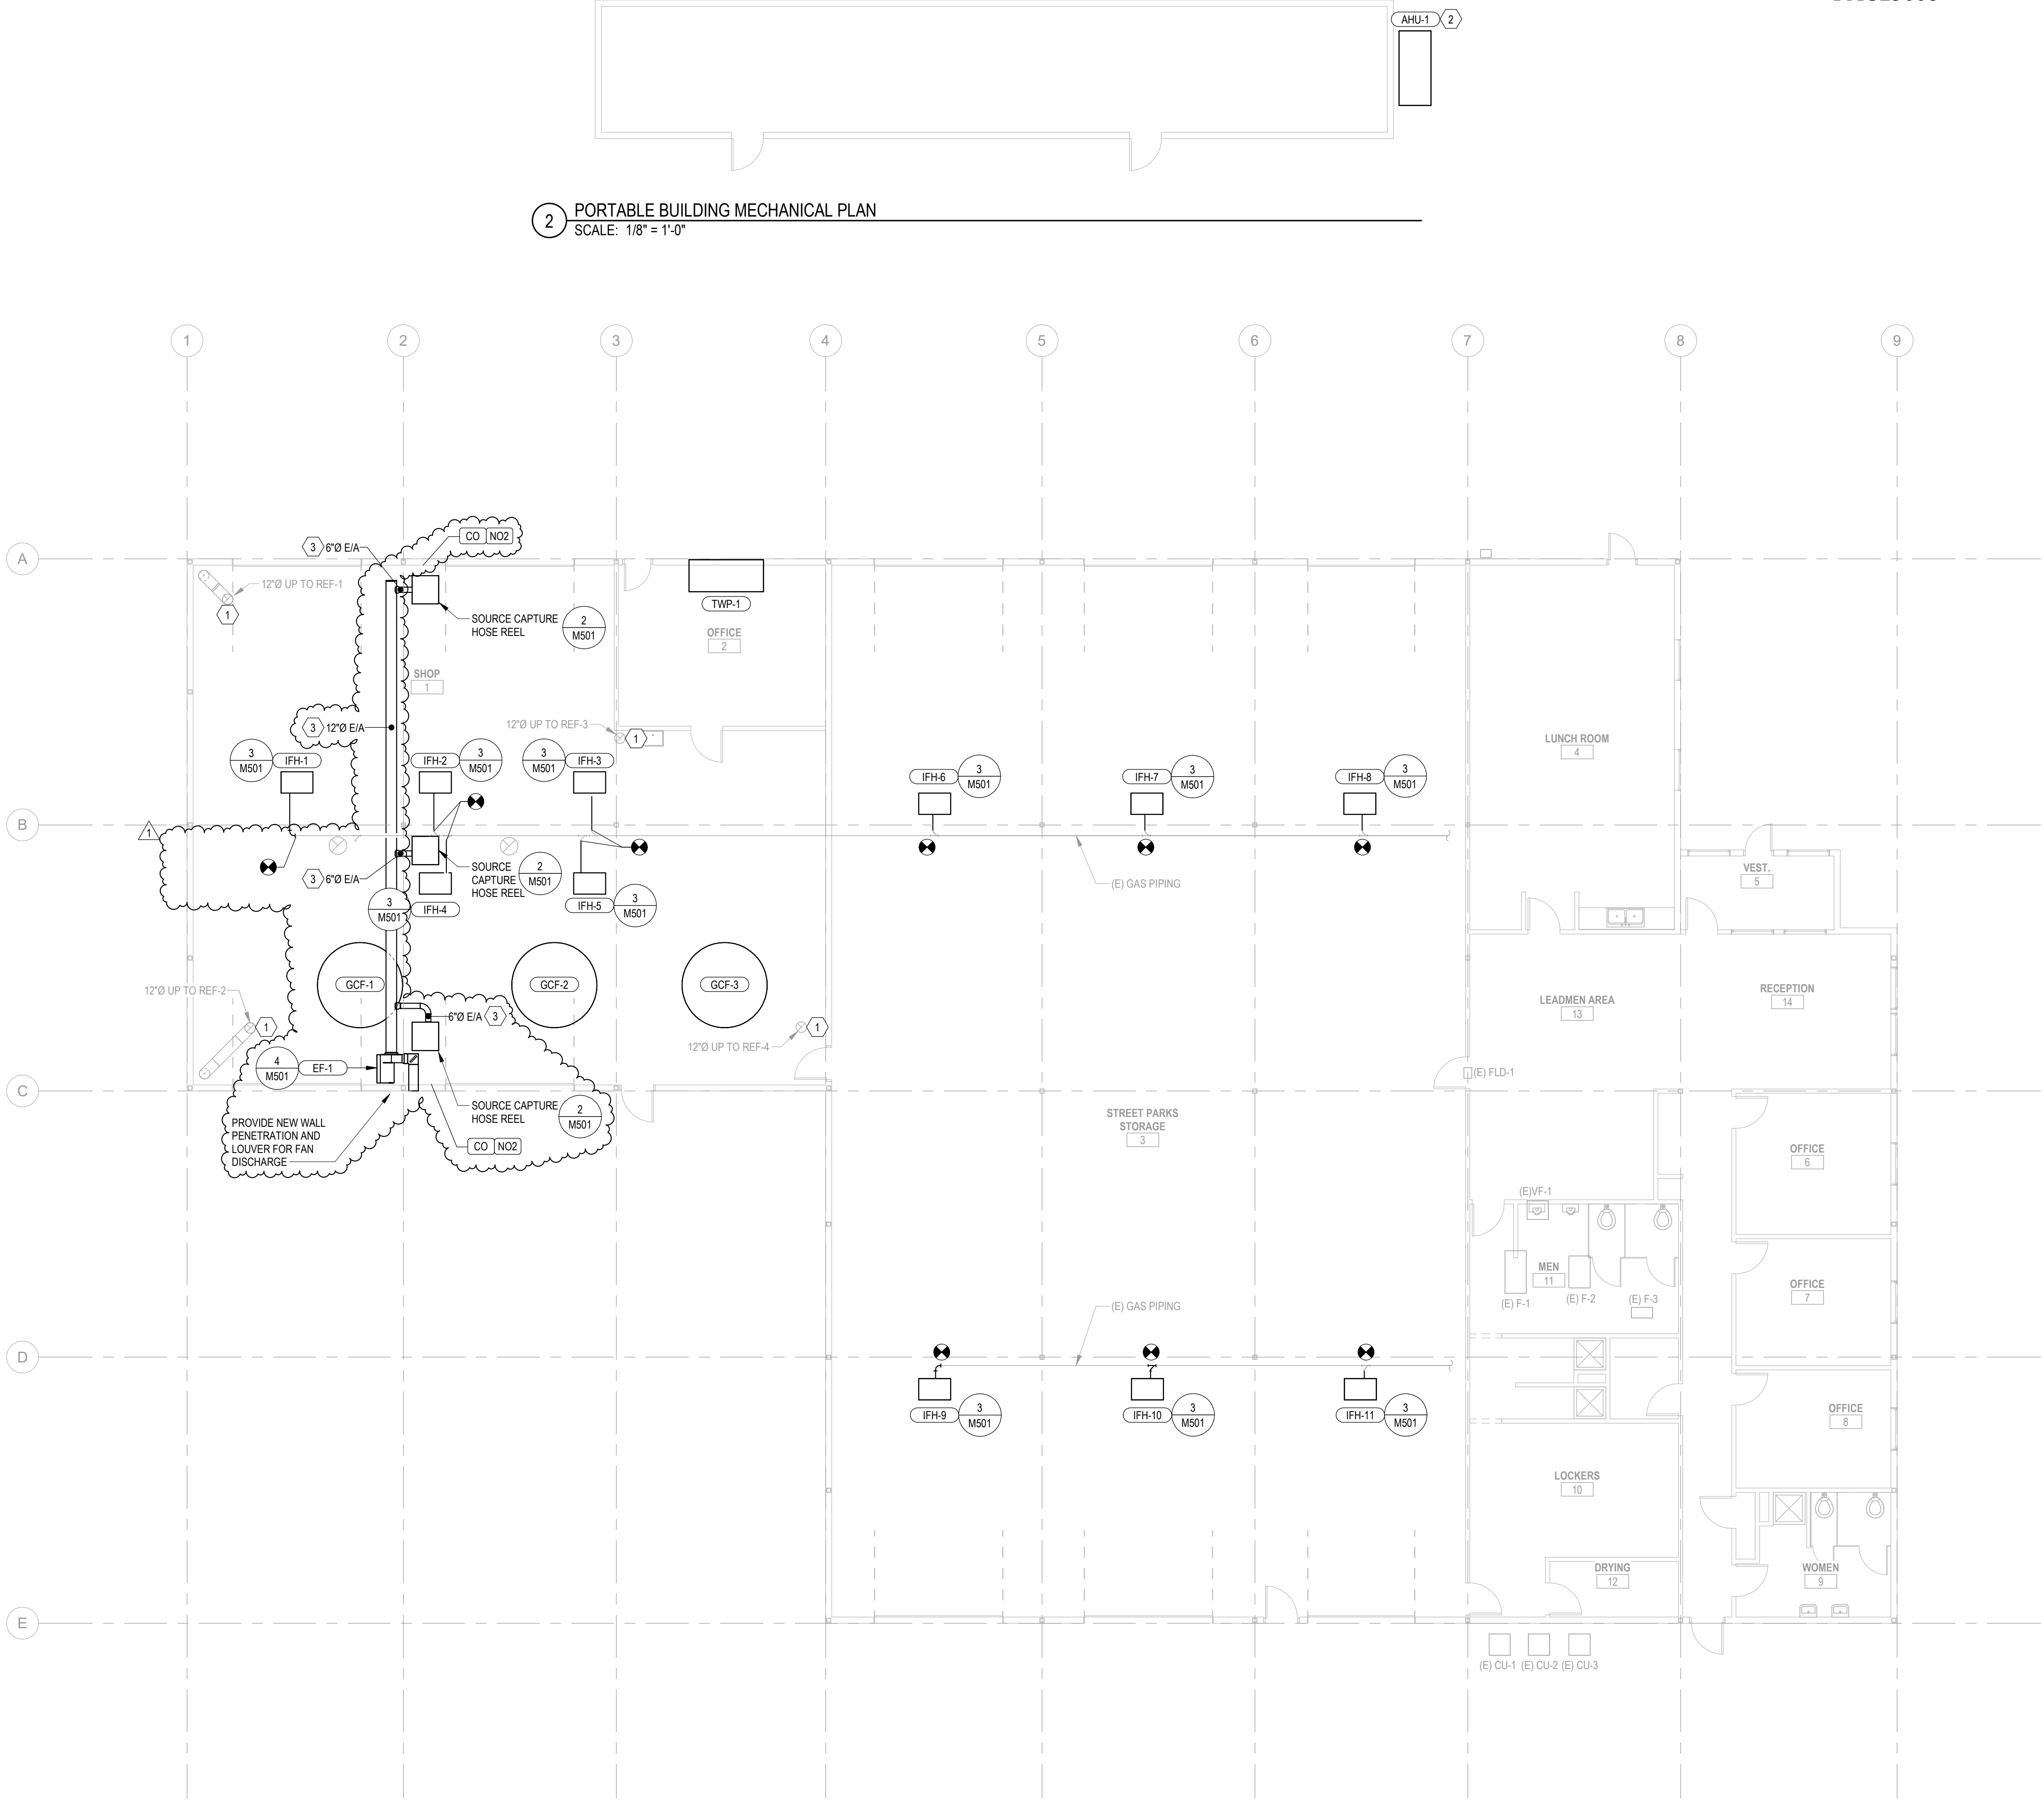 AHU-1
2
2
PORTABLE BUILDING MECHANICAL PLAN
SCALE: 1/8" = 1'-0"
1
2
3
4
5
6
7
8
9
A
B
C
D
E
3
6"Ø E/A
CO
NO2
12"Ø UP TO REF-1
1
SOURCE CAPTURE
HOSE REEL
2
M501
TWP-1
OFFICE
2
SHOP
1
3
12"Ø E/A
12"Ø UP TO REF-3
1
3
M501
IFH-1
IFH-2
3
M501
3
M501
IFH-3
IFH-6
3
M501
IFH-7
3
M501
IFH-8
3
M501
LUNCH ROOM
4
1
3
6"Ø E/A
SOURCE
CAPTURE
HOSE REEL
2
M501
3
M501
IFH-4
IFH-5
3
M501
(E) GAS PIPING
VEST.
5
GCF-1
GCF-2
GCF-3
12"Ø UP TO REF-2
1
6"Ø E/A
3
12"Ø UP TO REF-4
1
LEADMEN AREA
13
RECEPTION
14
4
M501
EF-1
(E) FLD-1
SOURCE CAPTURE
HOSE REEL
2
M501
CO
NO2
PROVIDE NEW WALL
PENETRATION AND
LOUVER FOR FAN
DISCHARGE
STREET PARKS
STORAGE
3
OFFICE
6
(E)VF-1
MEN
11
(E) F-1
(E) F-2
(E) F-3
OFFICE
7
(E) GAS PIPING
IFH-9
3
M501
IFH-10
3
M501
IFH-11
3
M501
OFFICE
8
LOCKERS
10
DRYING
12
WOMEN
9
(E) CU-1
(E) CU-2
(E) CU-3